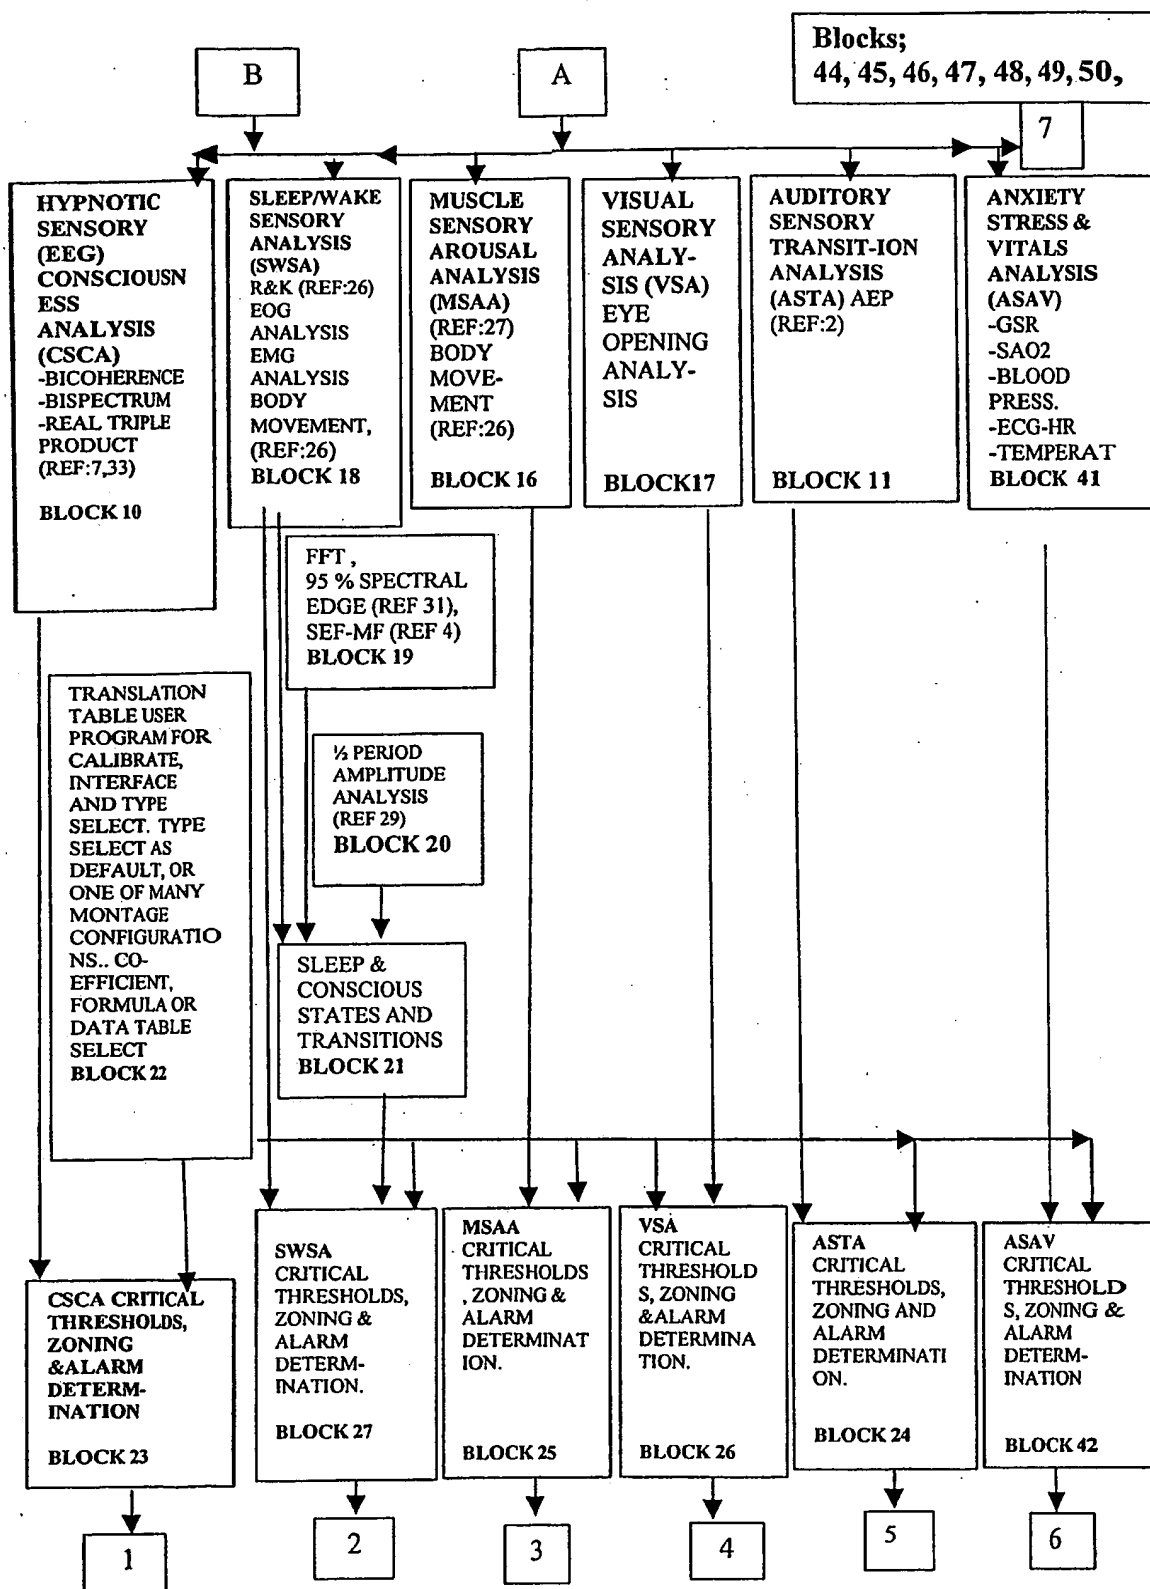 B
A
Blocks;
44, 45, 46, 47, 48, 49, 50,
7
HYPNOTIC
SENSORY
(EEG)
CONSCIOUSN
ESS
ANALYSIS
(CSCA)
-BICOHERENCE
-BISPECTRUM
-REAL TRIPLE
PRODUCT
(REF:7,33)
BLOCK 10
SLEEP/WAKE
SENSORY
ANALYSIS
(SWSA)
R&K (REF:26)
EOG
ANALYSIS
EMG
ANALYSIS
BODY
MOVEMENT,
(REF:26)
BLOCK 18
MUSCLE
SENSORY
AROUSAL
ANALYSIS
(MSAA)
(REF:27)
BODY
MOVE-
MENT
(REF:26)
BLOCK 16
VISUAL
SENSORY
ANALY-
SIS (VSA)
EYE
OPENING
ANALY-
SIS
BLOCK17
AUDITORY
SENSORY
TRANSIT-ION
ANALYSIS
(ASTA) AEP
(REF:2)
BLOCK 11
ANXIETY
STRESS &
VITALS
ANALYSIS
(ASAV)
-GSR
-SAO2
-BLOOD
PRESS.
-ECG-HR
-TEMPERAT
BLOCK 41
FFT ,
95 % SPECTRAL
EDGE (REF 31),
SEF-MF (REF 4)
BLOCK 19
TRANSLATION
TABLE USER
PROGRAM FOR
CALIBRATE,
INTERFACE
AND TYPE
SELECT. TYPE
SELECT AS
DEFAULT, OR
ONE OF MANY
MONTAGE
CONFIGURATIO
NS.. CO-
EFFICIENT,
FORMULA OR
DATA TABLE
SELECT
BLOCK 22
½ PERIOD
AMPLITUDE
ANALYSIS
(REF 29)
BLOCK 20
SLEEP &
CONSCIOUS
STATES AND
TRANSITIONS
BLOCK 21
CSCA CRITICAL
THRESHOLDS,
ZONING
&ALARM
DETERM-
INATION
BLOCK 23
SWSA
CRITICAL
THRESHOLDS,
ZONING &
ALARM
DETERM-
INATION.
BLOCK 27
MSAA
CRITICAL
THRESHOLDS
, ZONING &
ALARM
DETERMINAT
ION.
BLOCK 25
VSA
CRITICAL
THRESHOLD
S, ZONING
&ALARM
DETERMINA
TION.
BLOCK 26
ASTA
CRITICAL
THRESHOLDS,
ZONING AND
ALARM
DETERMINATI
ON.
BLOCK 24
ASAV
CRITICAL
THRESHOLD
S, ZONING &
ALARM
DETERM-
INATION
BLOCK 42
1
2
3
4
5
6